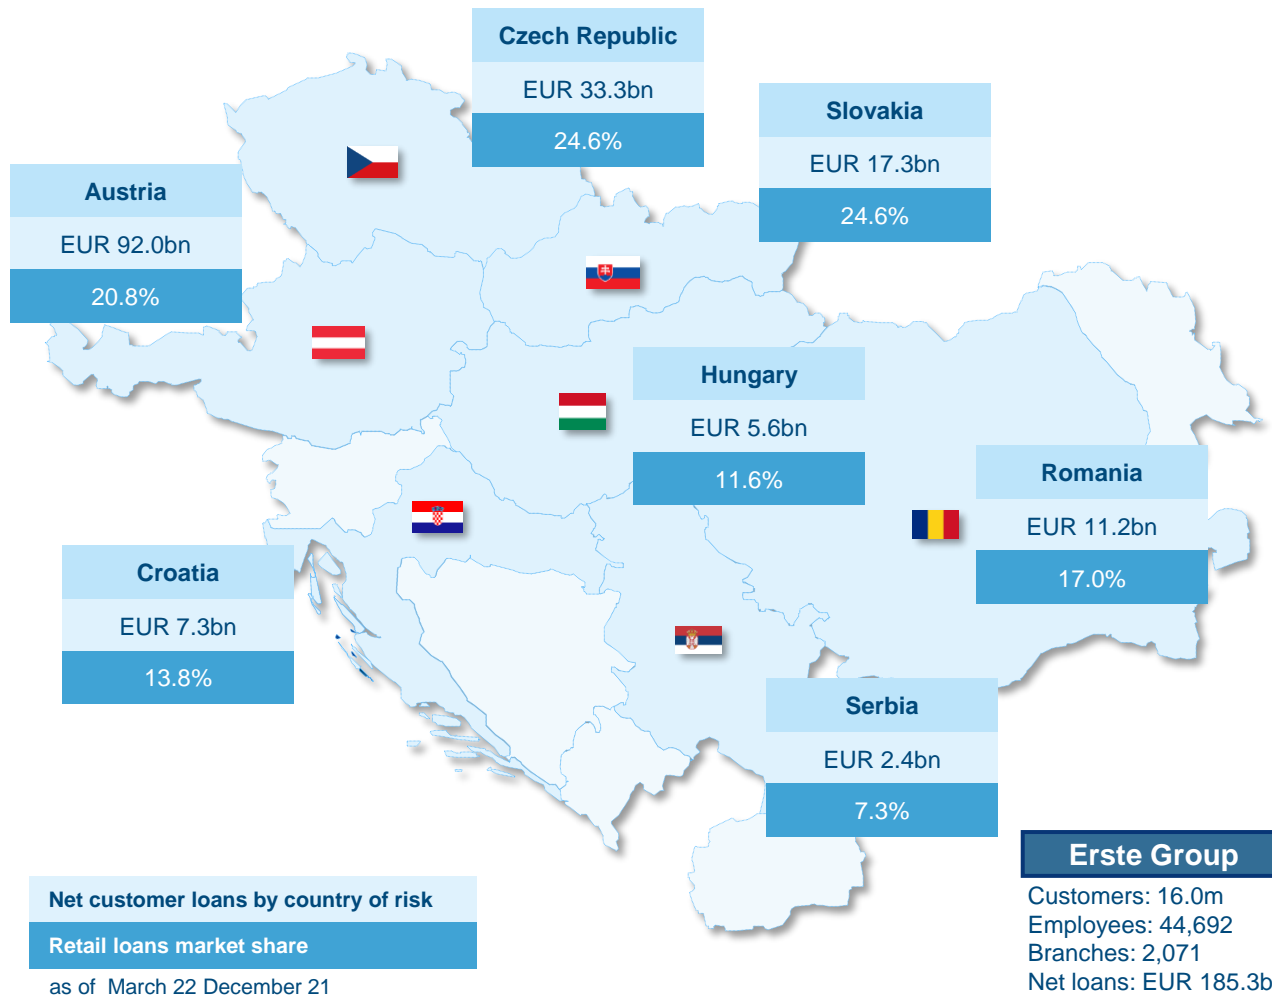 Czech Republic
EUR 33.3bn
24.6%
Slovakia
EUR 17.3bn
24.6%
Austria
EUR 92.0bn
20.8%
Hungary
EUR 5.6bn
11.6%
Romania
EUR 11.2bn
17.0%
Croatia
EUR 7.3bn
13.8%
Serbia
EUR 2.4bn
7.3%
Erste Group
Customers: 16.0m
Employees: 44,692
Branches: 2,071
Net loans: EUR 185.3b
Net customer loans by country of risk
Retail loans market share
as of March 22 December 21